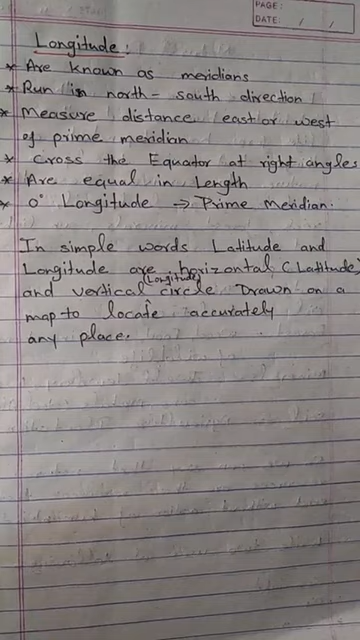 PAGE:
DATE: / /
Longitude:
* Are known as meridians
* Run in north-south direction
* Measure distance east or west
of prime meridian
* Cross the Equator at right angles
* Are equal in Length
* 0° Longitude → Prime Meridian.
In simple words Latitude and
Longitude are horizontal (Latitude)
and vertical (Longitude) circle Drawn on a
map to locate accurately
any place.